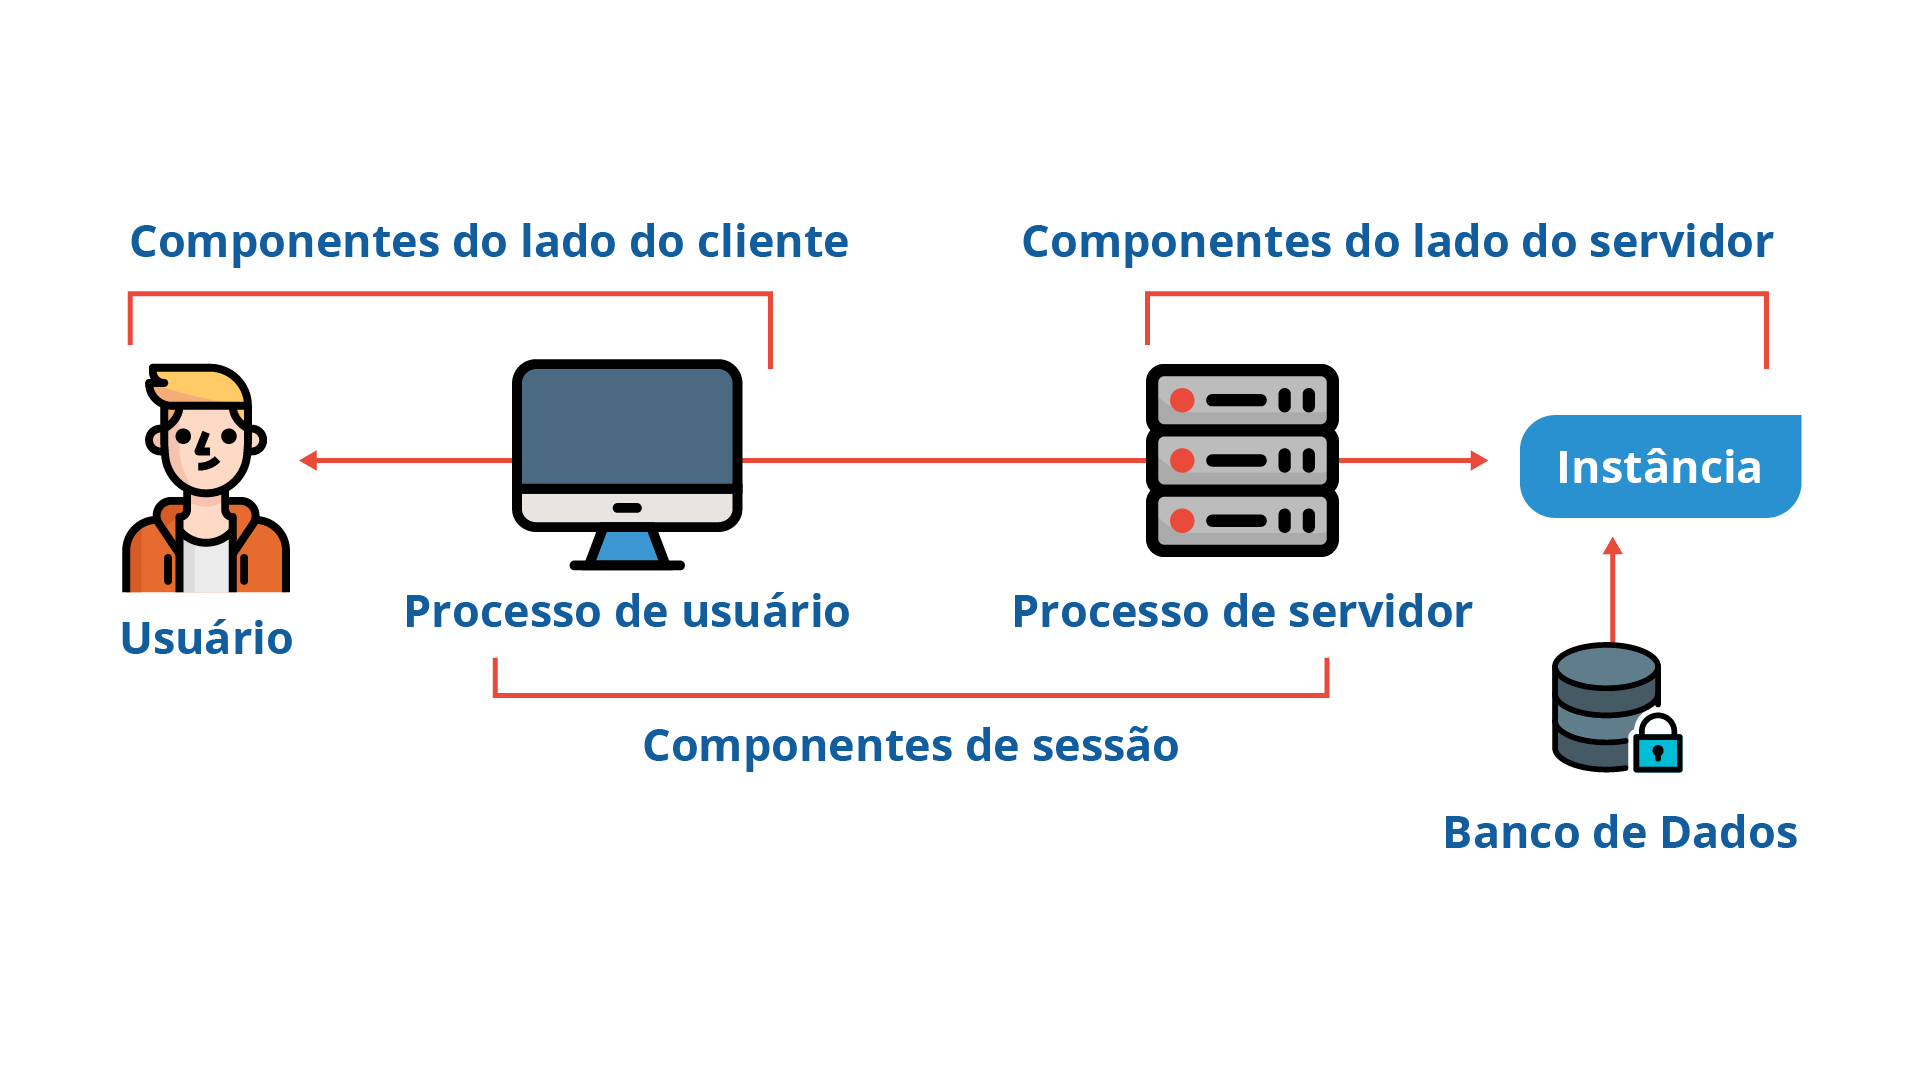 Componentes do lado do cliente
Componentes do lado do servidor
Instância
Processo de usuário
Processo de servidor
Usuário
Componentes de sessão
Banco de Dados